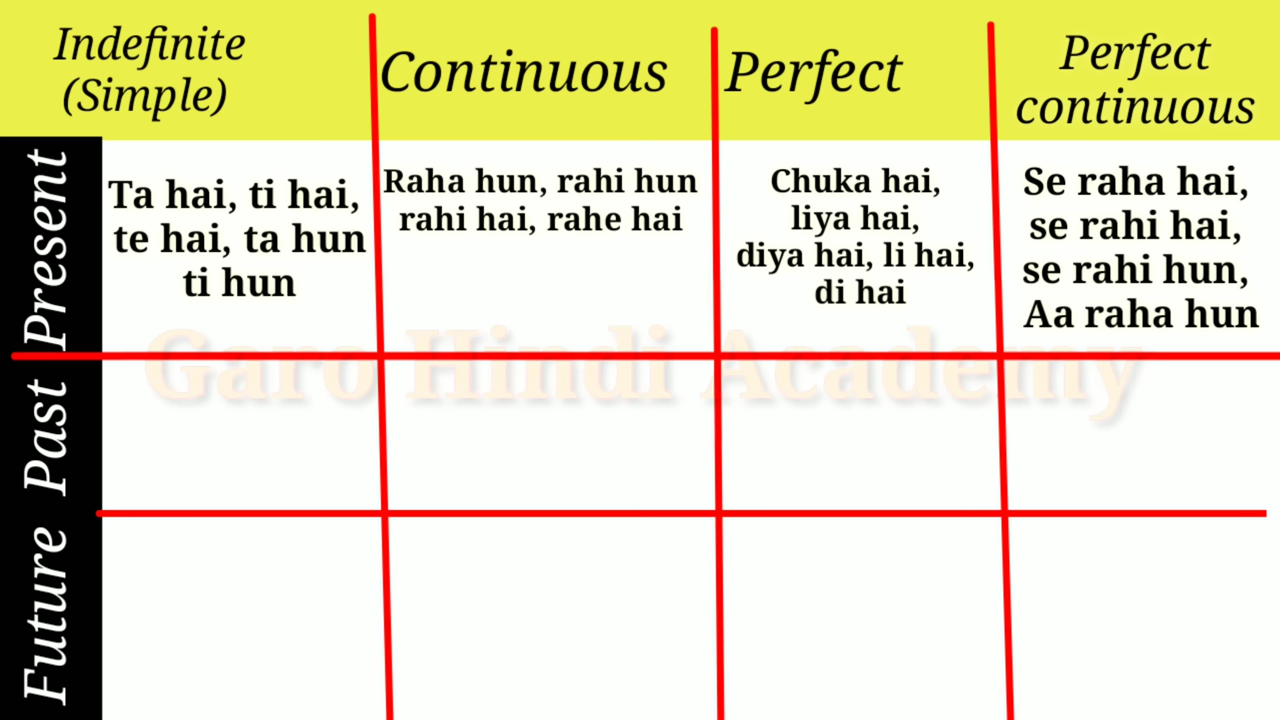 Indefinite
(Simple)
Continuous
Perfect
Perfect
continuous
Present
Ta hai, ti hai,
te hai, ta hun
ti hun
Raha hun, rahi hun
rahi hai, rahe hai
Chuka hai,
liya hai,
diya hai, li hai,
di hai
Se raha hai,
se rahi hai,
se rahi hun,
Aa raha hun
Garo Hindi Academy
Past
Future